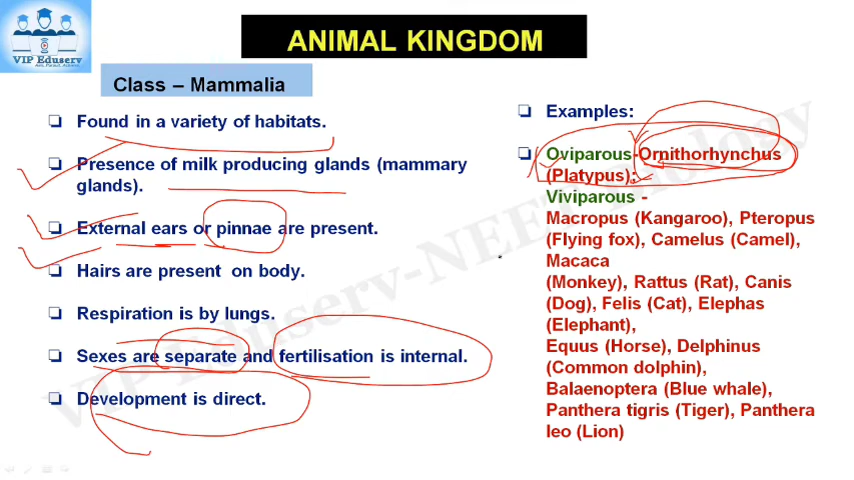 VIP Eduserv
ANIMAL KINGDOM
Class – Mammalia
Found in a variety of habitats.
Presence of milk producing glands (mammary
glands).
External ears or pinnae are present.
Hairs are present on body.
Respiration is by lungs.
Sexes are separate and fertilisation is internal.
Development is direct.
Examples:
Oviparous-Ornithorhynchus
(Platypus);
Viviparous -
Macropus (Kangaroo), Pteropus
(Flying fox), Camelus (Camel),
Macaca
(Monkey), Rattus (Rat), Canis
(Dog), Felis (Cat), Elephas
(Elephant),
Equus (Horse), Delphinus
(Common dolphin),
Balaenoptera (Blue whale),
Panthera tigris (Tiger), Panthera
leo (Lion)
VIP Eduserv-NEET